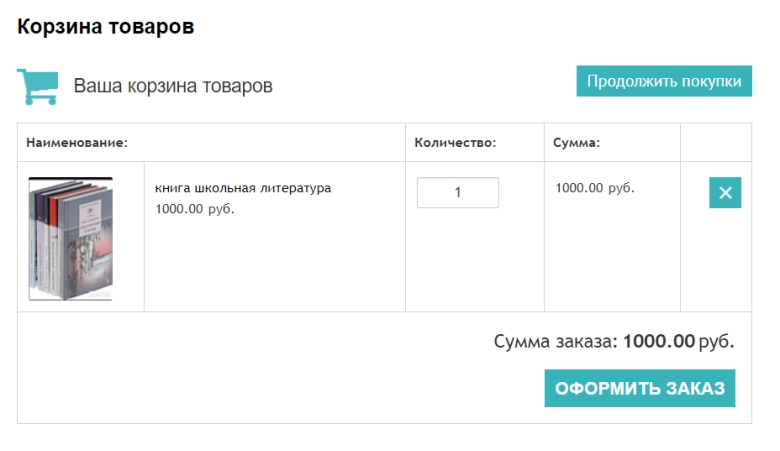 Корзина товаров
Ваша корзина товаров
Продолжить покупки
Наименование:
Количество:
Сумма:
книга школьная литература
1000.00 руб.
1
1000.00 руб.
Сумма заказа: 1000.00 руб.
ОФОРМИТЬ ЗАКАЗ